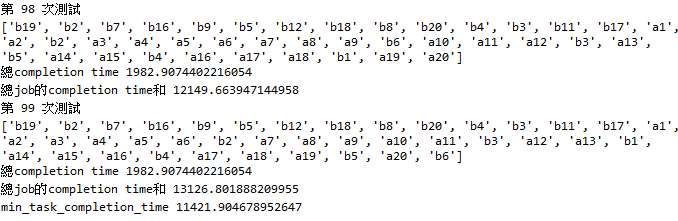 第 98 次測試
['b19', 'b2', 'b7', 'b16', 'b9', 'b5', 'b12', 'b18', 'b8', 'b20', 'b4', 'b3', 'b11', 'b17', 'a1',
'a2', 'b2', 'a3', 'a4', 'a5', 'a6', 'a7', 'a8', 'a9', 'b6', 'a10', 'a11', 'a12', 'b3', 'a13',
'b5', 'a14', 'a15', 'b4', 'a16', 'a17', 'a18', 'b1', 'a19', 'a20']
總completion time 1982.9074402216054
總job的completion time和 12149.663947144958
第 99 次測試
['b19', 'b2', 'b7', 'b16', 'b9', 'b5', 'b12', 'b18', 'b8', 'b20', 'b4', 'b3', 'b11', 'b17', 'a1',
'a2', 'a3', 'a4', 'a5', 'a6', 'b2', 'a7', 'a8', 'a9', 'a10', 'a11', 'b3', 'a12', 'a13', 'b1',
'a14', 'a15', 'a16', 'b4', 'a17', 'a18', 'a19', 'b5', 'a20', 'b6']
總completion time 1982.9074402216054
總job的completion time和 13126.801888209955
min_task_completion_time 11421.904678952647